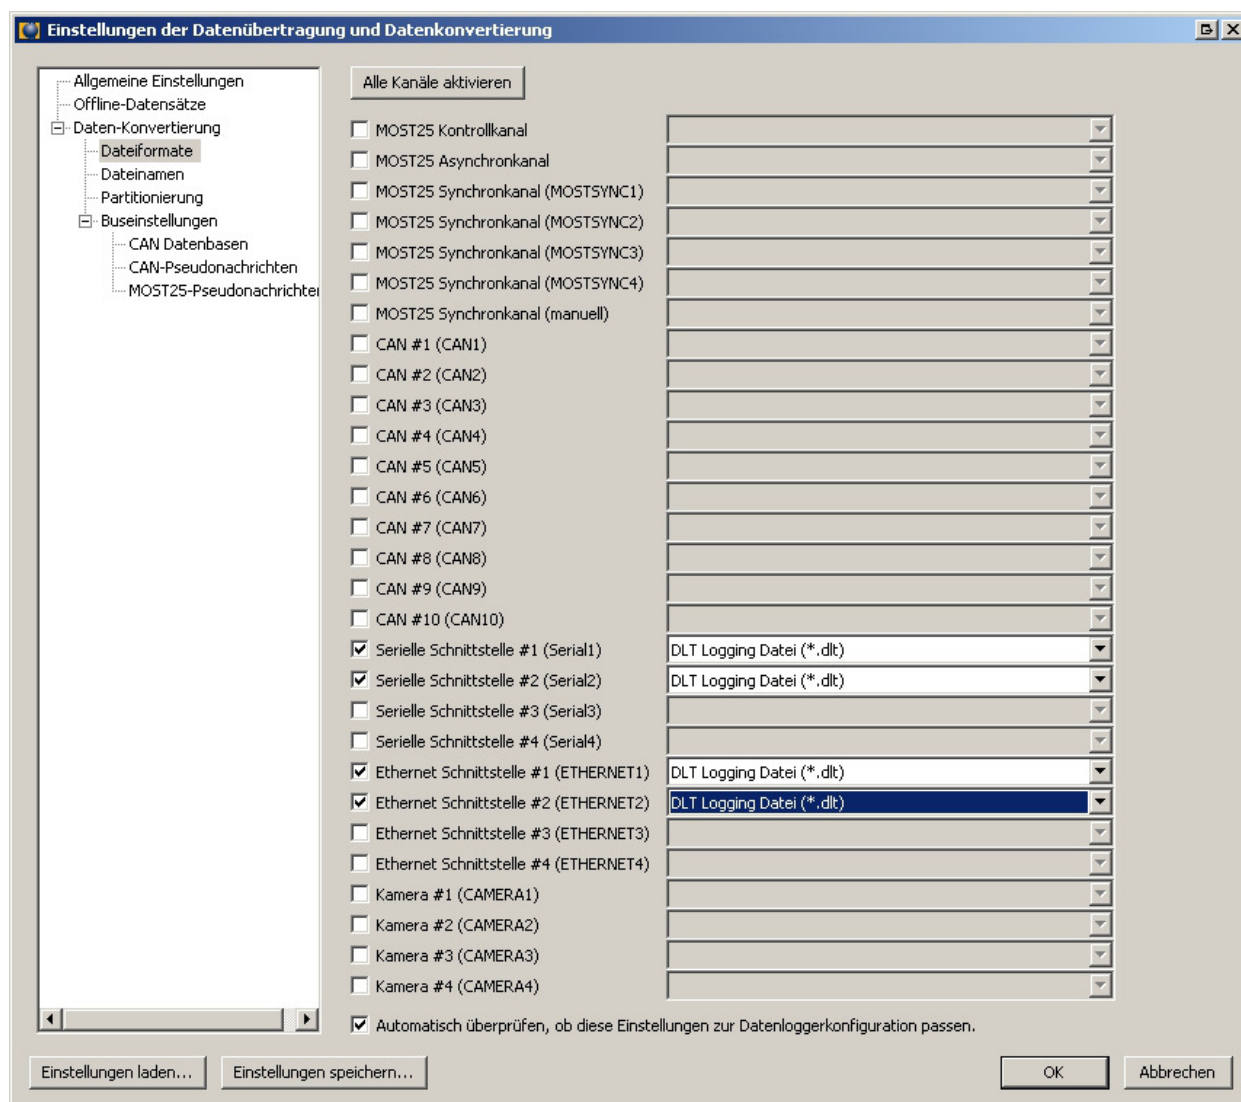 Einstellungen der Datenübertragung und Datenkonvertierung
Allgemeine Einstellungen
Offline-Datensätze
Daten-Konvertierung
Dateiformate
Dateinamen
Partitionierung
Buseinstellungen
CAN Datenbasen
CAN-Pseudonachrichten
MOST25-Pseudonachrichte
Alle Kanäle aktivieren
MOST25 Kontrollkanal
MOST25 Asynchronkanal
MOST25 Synchronkanal (MOSTSYNC1)
MOST25 Synchronkanal (MOSTSYNC2)
MOST25 Synchronkanal (MOSTSYNC3)
MOST25 Synchronkanal (MOSTSYNC4)
MOST25 Synchronkanal (manuell)
CAN #1 (CAN1)
CAN #2 (CAN2)
CAN #3 (CAN3)
CAN #4 (CAN4)
CAN #5 (CAN5)
CAN #6 (CAN6)
CAN #7 (CAN7)
CAN #8 (CAN8)
CAN #9 (CAN9)
CAN #10 (CAN10)
Serielle Schnittstelle #1 (Serial1) DLT Logging Datei (*.dlt)
Serielle Schnittstelle #2 (Serial2) DLT Logging Datei (*.dlt)
Serielle Schnittstelle #3 (Serial3)
Serielle Schnittstelle #4 (Serial4)
Ethernet Schnittstelle #1 (ETHERNET1) DLT Logging Datei (*.dlt)
Ethernet Schnittstelle #2 (ETHERNET2) DLT Logging Datei (*.dlt)
Ethernet Schnittstelle #3 (ETHERNET3)
Ethernet Schnittstelle #4 (ETHERNET4)
Kamera #1 (CAMERA1)
Kamera #2 (CAMERA2)
Kamera #3 (CAMERA3)
Kamera #4 (CAMERA4)
Automatisch überprüfen, ob diese Einstellungen zur Datenloggerkonfiguration passen.
Einstellungen laden... Einstellungen speichern... OK Abbrechen